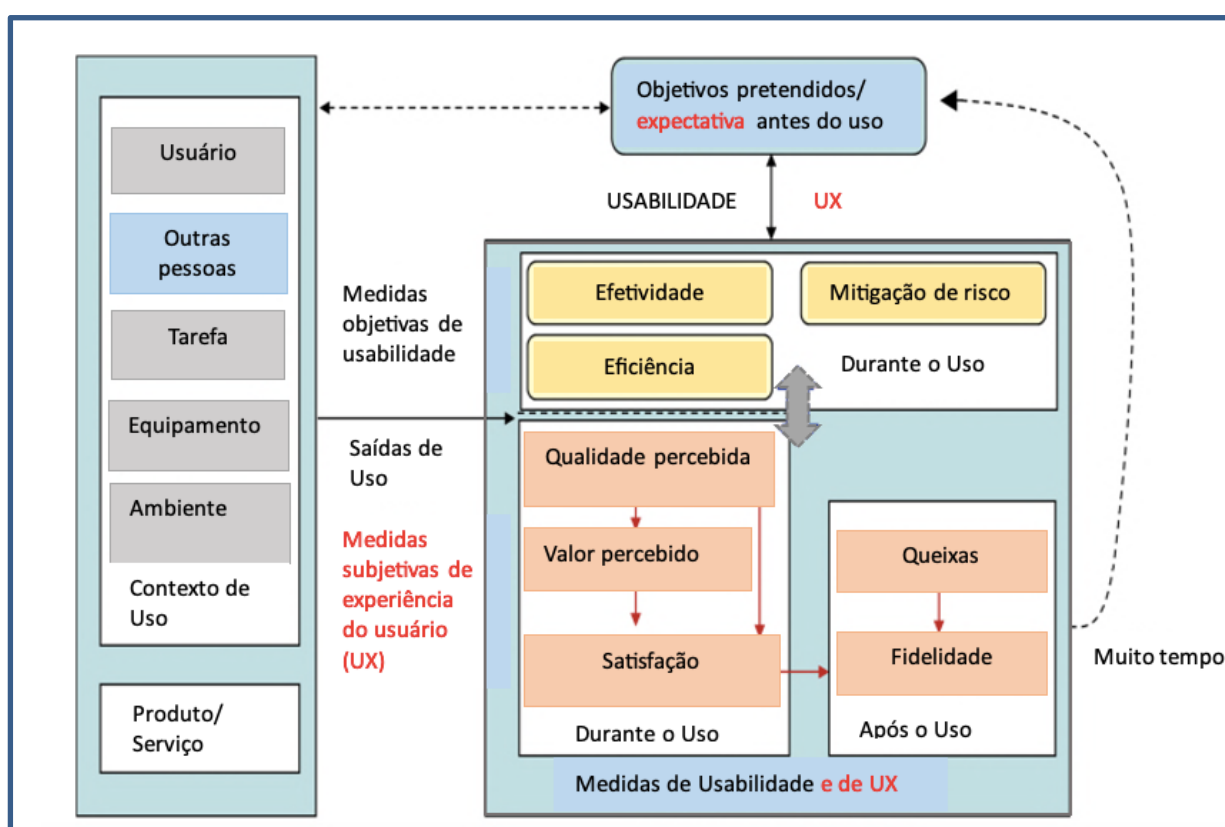 Usuário
Outras
pessoas
Tarefa
Equipamento
Ambiente
Contexto de
Uso
Produto/
Serviço
Objetivos pretendidos/
expectativa antes do uso
USABILIDADE UX
Medidas
objetivas de
usabilidade
Saídas de
Uso
Medidas
subjetivas de
experiência
do usuário
(UX)
Efetividade
Mitigação de risco
Eficiência
Durante o Uso
Qualidade percebida
Valor percebido
Satisfação
Durante o Uso
Queixas
Fidelidade
Após o Uso
Medidas de Usabilidade e de UX
Muito tempo